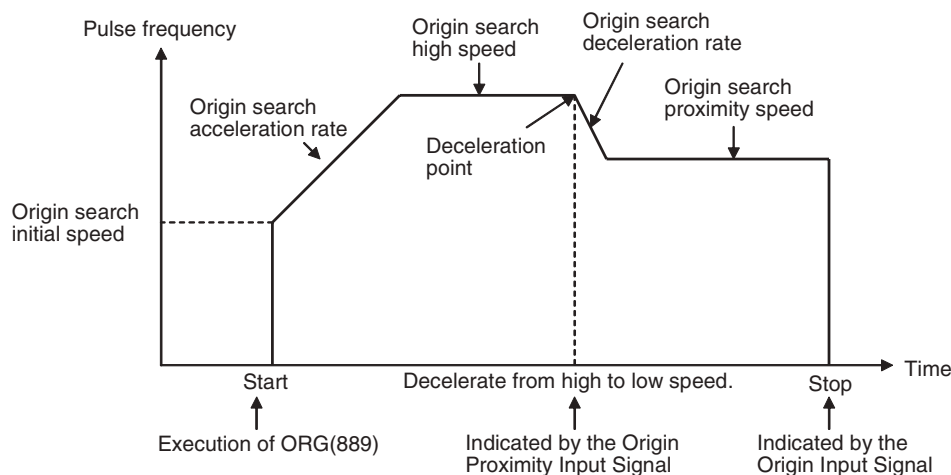 Pulse frequency
Origin search
high speed
Origin search
deceleration rate
Origin search
acceleration rate
Origin search
proximity speed
Deceleration
point
Origin search
initial speed
Time
Start
Decelerate from high to low speed.
Stop
Execution of ORG(889)
Indicated by the Origin
Proximity Input Signal
Indicated by the
Origin Input Signal